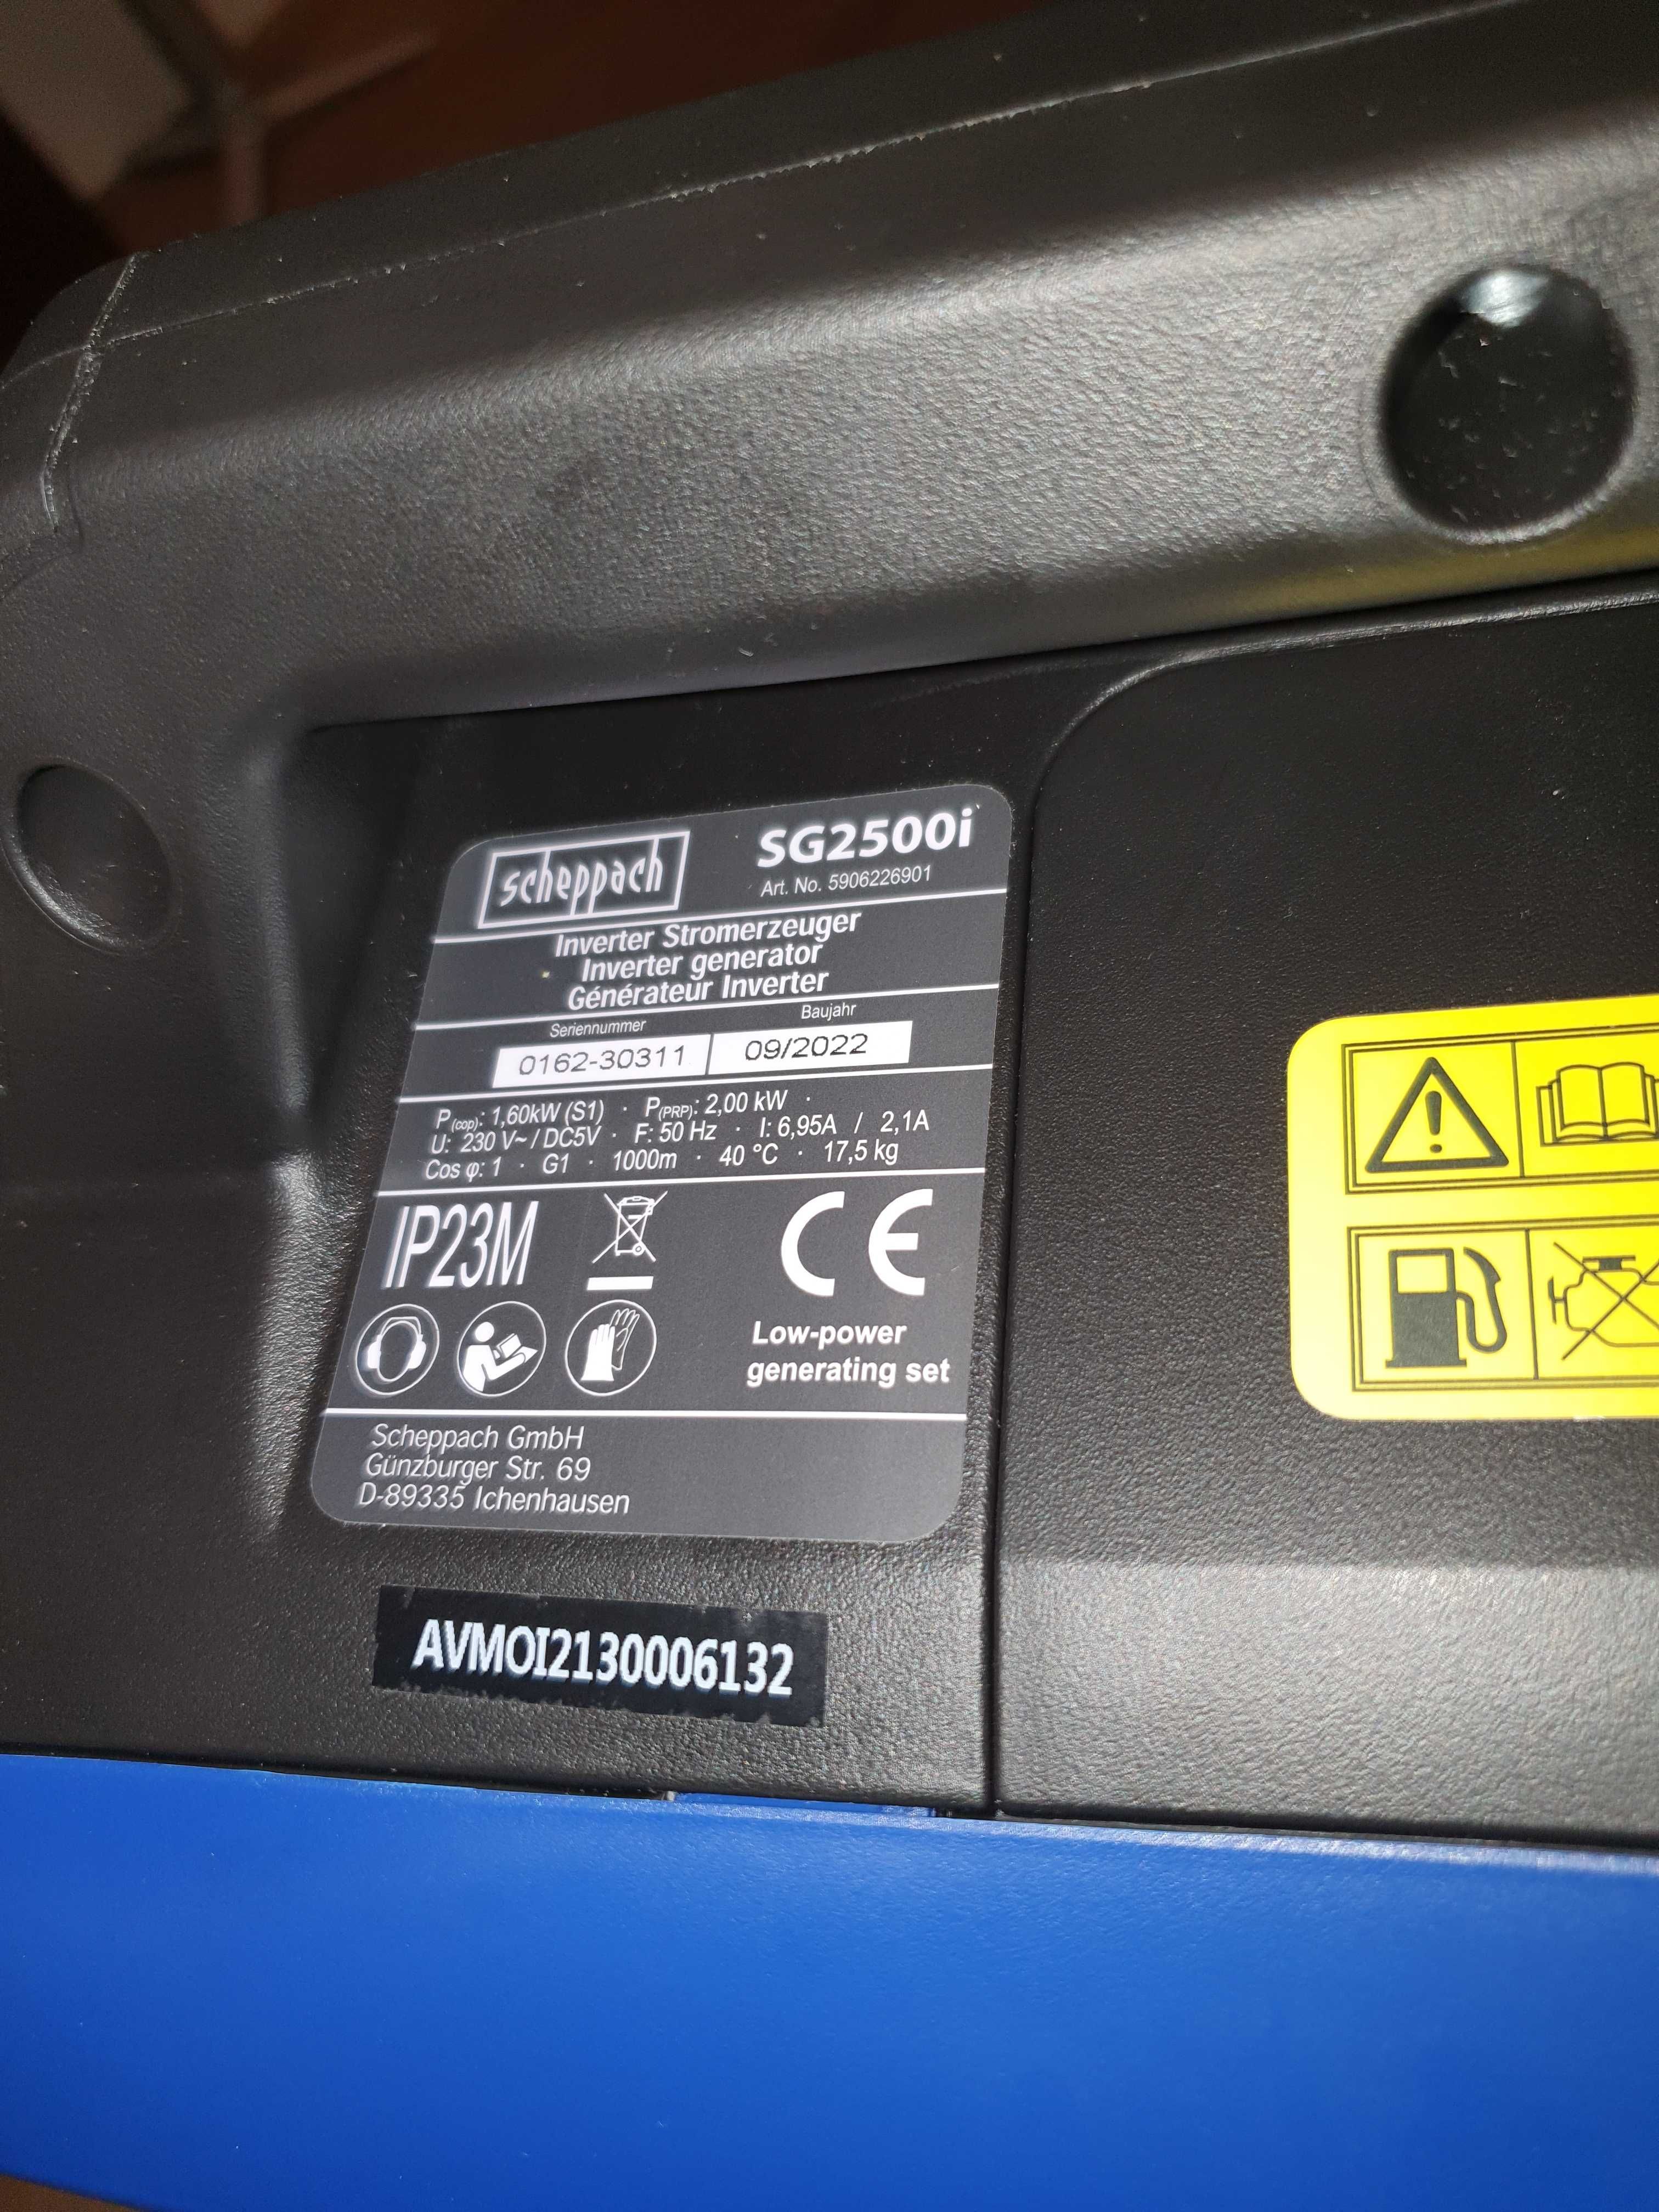 scheppach
SG2500i
Art. No. 5906226901
Inverter Stromerzeuger
Inverter generator
Générateur Inverter
Seriennummer
Baujahr
0162-30311
09/2022
P(cop): 1,60kW (S1) · P(PRP): 2,00 kW ·
U: 230 V~ / DC5V · F: 50 Hz · I: 6,95A / 2,1A
Cos φ: 1 · G1 · 1000m · 40 °C · 17,5 kg
IP23M
CE
Low-power
generating set
Scheppach GmbH
Günzburger Str. 69
D-89335 Ichenhausen
AVMOI2130006132